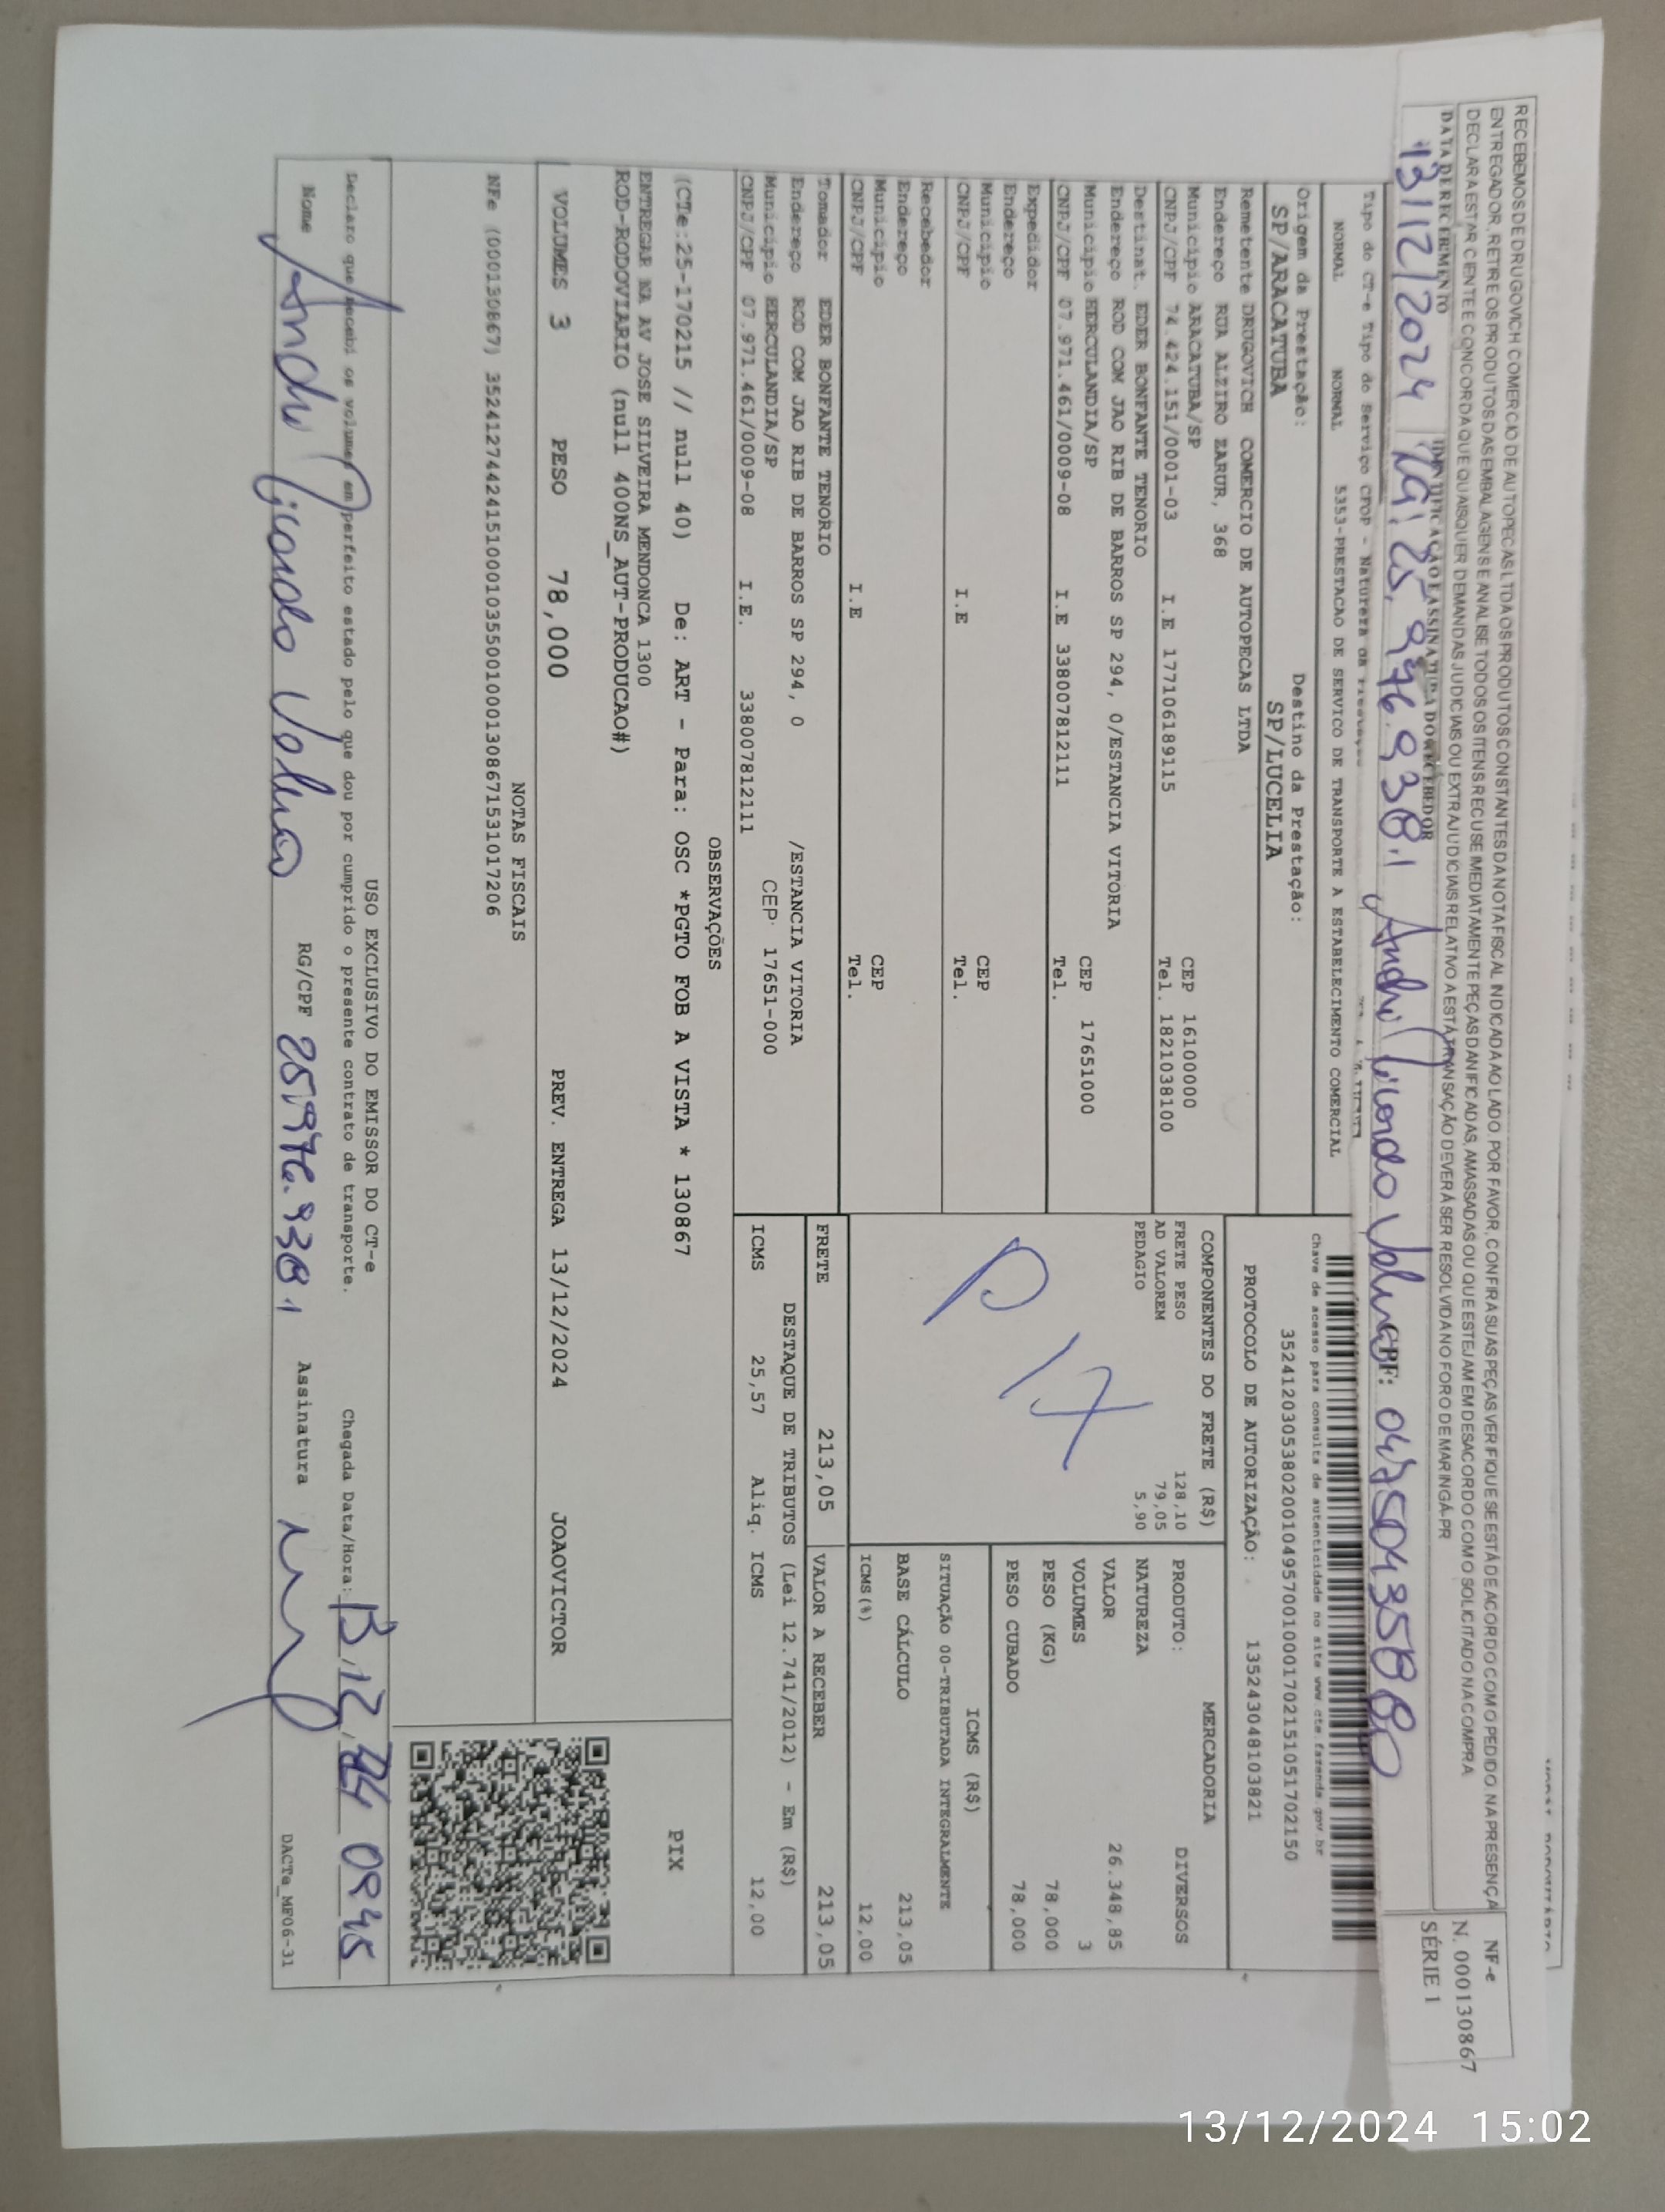 RECEBEMOS DE DRUGOVICH COMERCIO DE AUTOPECAS LTDA OS PRODUTOS CONSTANTES DA NOTA FISCAL INDICADA AO LADO. POR FAVOR, CONFIRA SUAS PEÇAS VERIFIQUE SE ESTÁ DE ACORDO COM O PEDIDO. NA PRESENÇA
ENTREGADOR, RETIRE OS PRODUTOS DAS EMBALAGENS E ANALISE TODOS OS ITENS RECUSE IMEDIATAMENTE PEÇAS DANIFICADAS, AMASSADAS OU QUE ESTEJAM EM DESACORDO COM O SOLICITADO NA COMPRA
DECLARA ESTAR CIENTE E CONCORDA QUE QUAISQUER DEMANDAS JUDICIAIS OU EXTRAJUDICIAIS RELATIVO A ESTÁ TRANSAÇÃO DEVERÁ SER RESOLVIDA NO FORO DE MARINGÁ-PR
NF-e
N. 000130867
SÉRIE 1
DATA DE RECEBIMENTO
IDENTIFICAÇÃO E ASSINATURA DO RECEBEDOR
13/12/2024
Tipo do CT-e Tipo do Serviço CFOP - Natureza da
NORMAL NORMAL 5353-PRESTACAO DE SERVICO DE TRANSPORTE A ESTABELECIMENTO COMERCIAL
Chave de acesso para consulta de autenticidade no site www.cte.fazenda.gov.br
35241203053802001049570010001702151051702150
Origem da Prestação: Destino da Prestação:
SP/ARACATUBA SP/LUCELIA
PROTOCOLO DE AUTORIZAÇÃO: 135243048103821
Remetente DRUGOVICH COMERCIO DE AUTOPECAS LTDA
Endereço RUA ALZIRO ZARUR, 368
Município ARACATUBA/SP CEP 16100000
CNPJ/CPF 74.424.151/0001-03 I.E 177106189115 Tel. 1821038100
Destinat. EDER BONFANTE TENORIO
Endereço ROD COM JAO RIB DE BARROS SP 294, 0/ESTANCIA VITORIA
Município HERCULANDIA/SP CEP 17651000
CNPJ/CPF 07.971.461/0009-08 I.E 338007812111 Tel.
Expedidor
Endereço
Município CEP
CNPJ/CPF I.E Tel.
Recebedor
Endereço
Município CEP
CNPJ/CPF I.E Tel.
COMPONENTES DO FRETE (R$)
FRETE PESO 128,10
AD VALOREM 79,05
PEDAGIO 5,90
P 17
MERCADORIA
PRODUTO: DIVERSOS
NATUREZA
VALOR 26.348,85
VOLUMES 3
PESO (KG) 78,000
PESO CUBADO 78,000
ICMS (R$)
SITUAÇÃO 00-TRIBUTADA INTEGRALMENTE
BASE CÁLCULO 213,05
ICMS(%) 12,00
Tomador EDER BONFANTE TENORIO
Endereço ROD COM JAO RIB DE BARROS SP 294, 0 /ESTANCIA VITORIA
Município HERCULANDIA/SP CEP 17651-000
CNPJ/CPF 07.971.461/0009-08 I.E. 338007812111
FRETE 213,05 VALOR A RECEBER 213,05
DESTAQUE DE TRIBUTOS (Lei 12.741/2012) - Em (R$)
ICMS 25,57 Aliq. ICMS 12,00
OBSERVAÇÕES
(CTe:25-170215 // null 40) De: ART - Para: OSC *PGTO FOB A VISTA * 130867
ENTREGAR NA AV JOSE SILVEIRA MENDONCA 1300
ROD-RODOVIARIO (null 400NS_AUT-PRODUCAO#)
PIX
VOLUMES 3 PESO 78,000 PREV. ENTREGA 13/12/2024 JOAOVICTOR
NOTAS FISCAIS
NFe (000130867) 35241274424151000103550010001308671531017206
USO EXCLUSIVO DO EMISSOR DO CT-e
Declaro que recebi os volumes em perfeito estado pelo que dou por cumprido o presente contrato de transporte. Chegada Data/Hora: 13/12/24 09:45
Nome RG/CPF 25.976.938.1 Assinatura
DACTe_MF06-31
13/12/2024 15:02